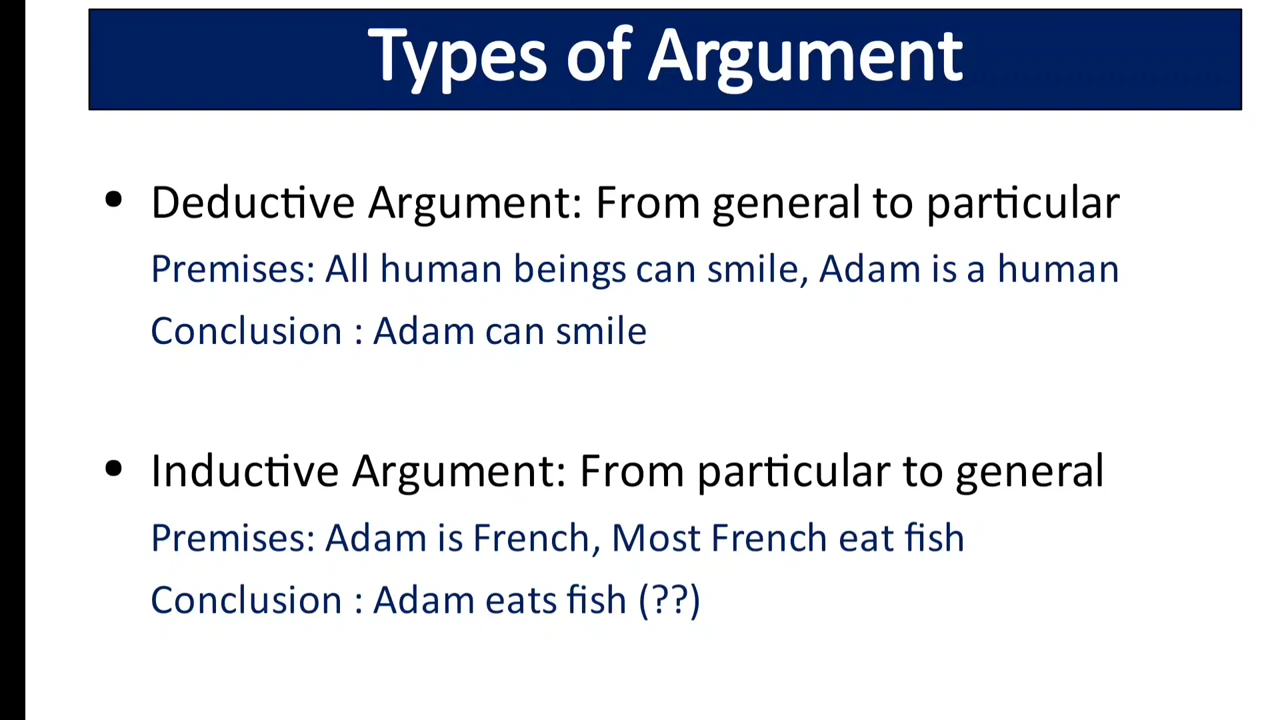 Types of Argument
• Deductive Argument: From general to particular
Premises: All human beings can smile, Adam is a human
Conclusion : Adam can smile
• Inductive Argument: From particular to general
Premises: Adam is French, Most French eat fish
Conclusion : Adam eats fish (??)